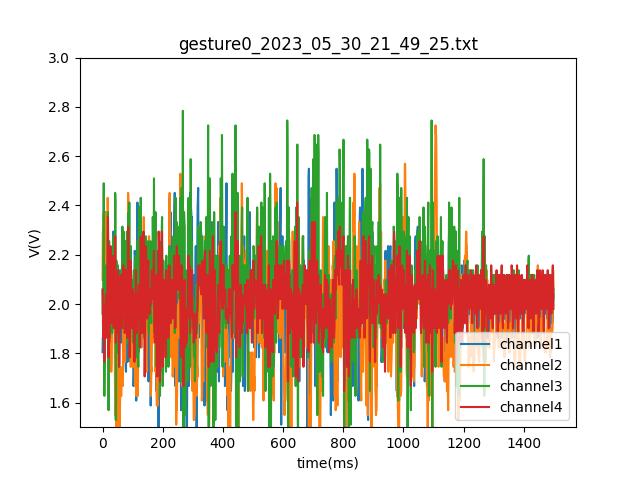 gesture0_2023_05_30_21_49_25.txt
3.0
2.8
2.6
2.4
2.2
2.0
1.8
1.6
V(V)
0 200 400 600 800 1000 1200 1400
time(ms)
channel1
channel2
channel3
channel4